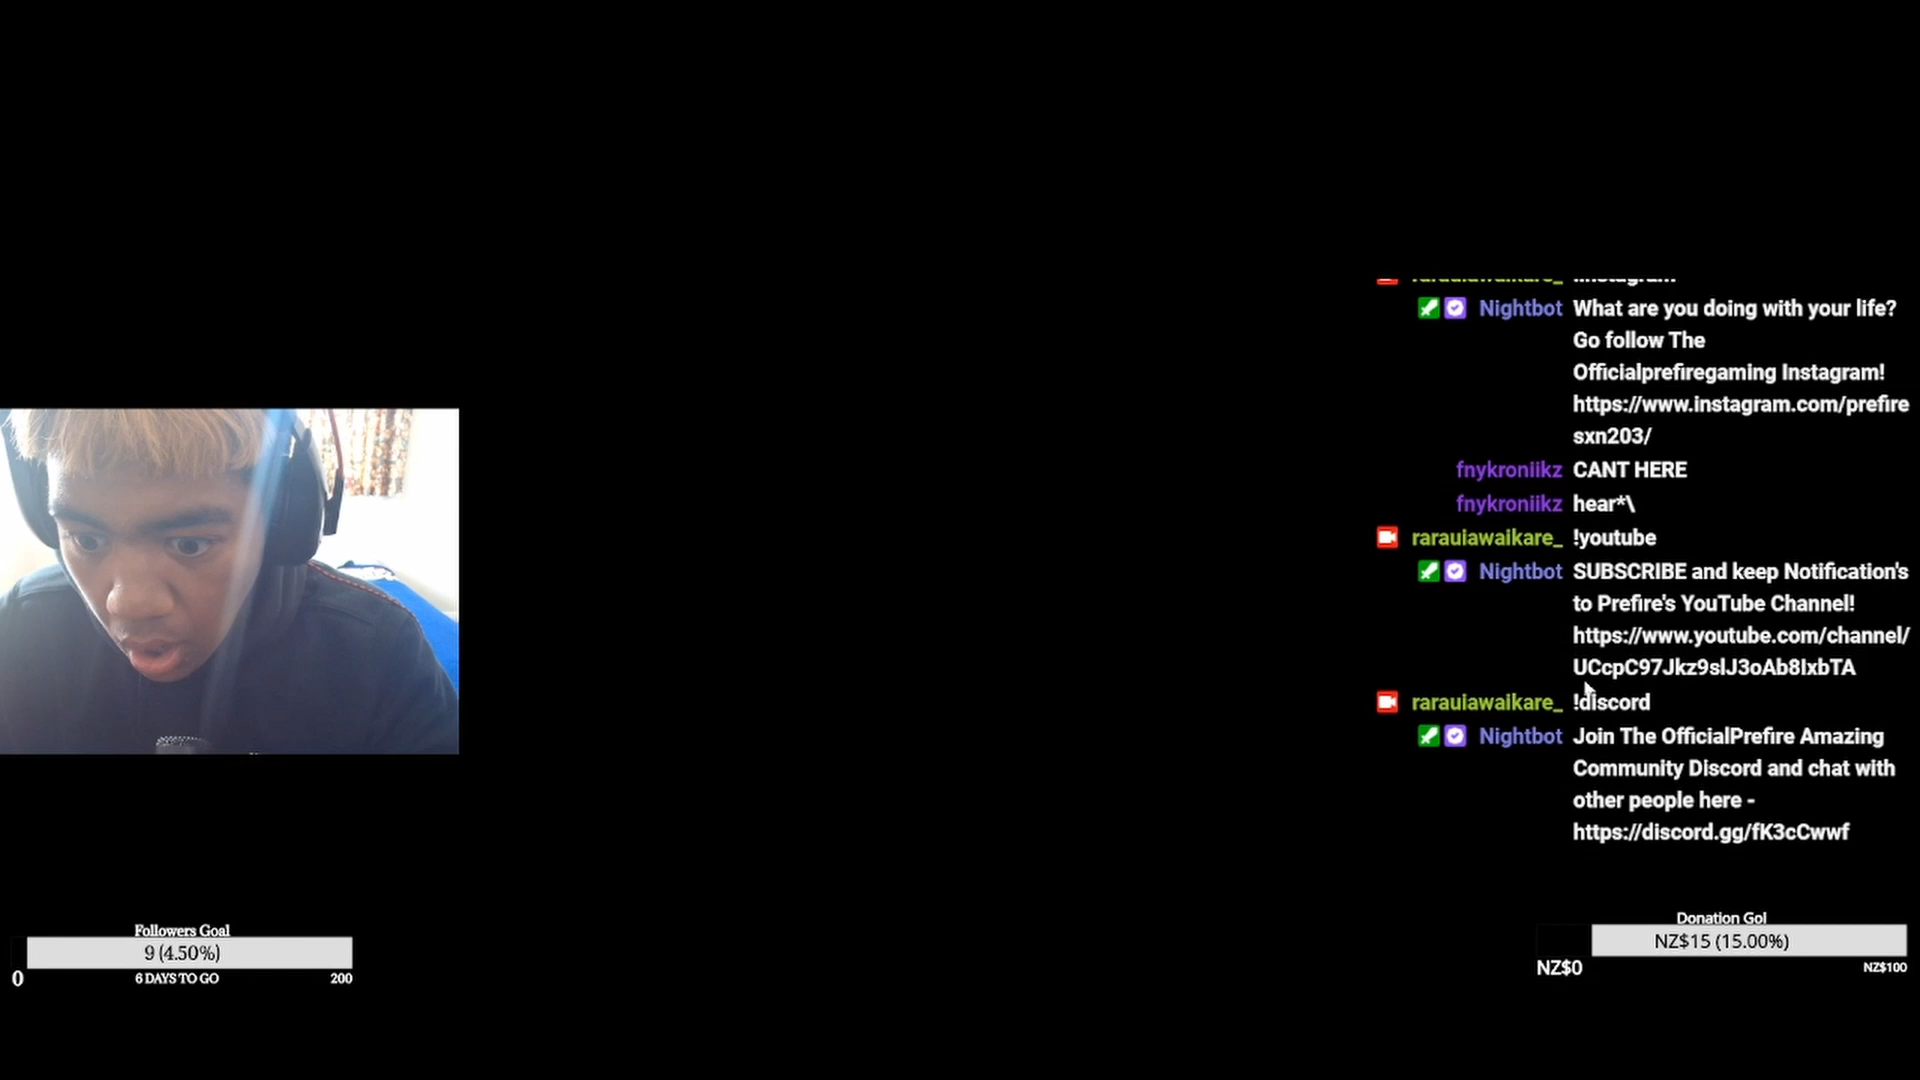 rarauiawaikare_ !instagram
Nightbot What are you doing with your life?
Go follow The
Officialprefiregaming Instagram!
https://www.instagram.com/prefire
sxn203/
fnykroniikz CANT HERE
fnykroniikz hear*\
rarauiawaikare_ !youtube
Nightbot SUBSCRIBE and keep Notification's
to Prefire's YouTube Channel!
https://www.youtube.com/channel/
UCcpC97Jkz9slJ3oAb8IxbTA
rarauiawaikare_ !discord
Nightbot Join The OfficialPrefire Amazing
Community Discord and chat with
other people here -
https://discord.gg/fK3cCwwf
Followers Goal
9 (4.50%)
0 6 DAYS TO GO 200
Donation Gol
NZ$15 (15.00%)
NZ$0 NZ$100